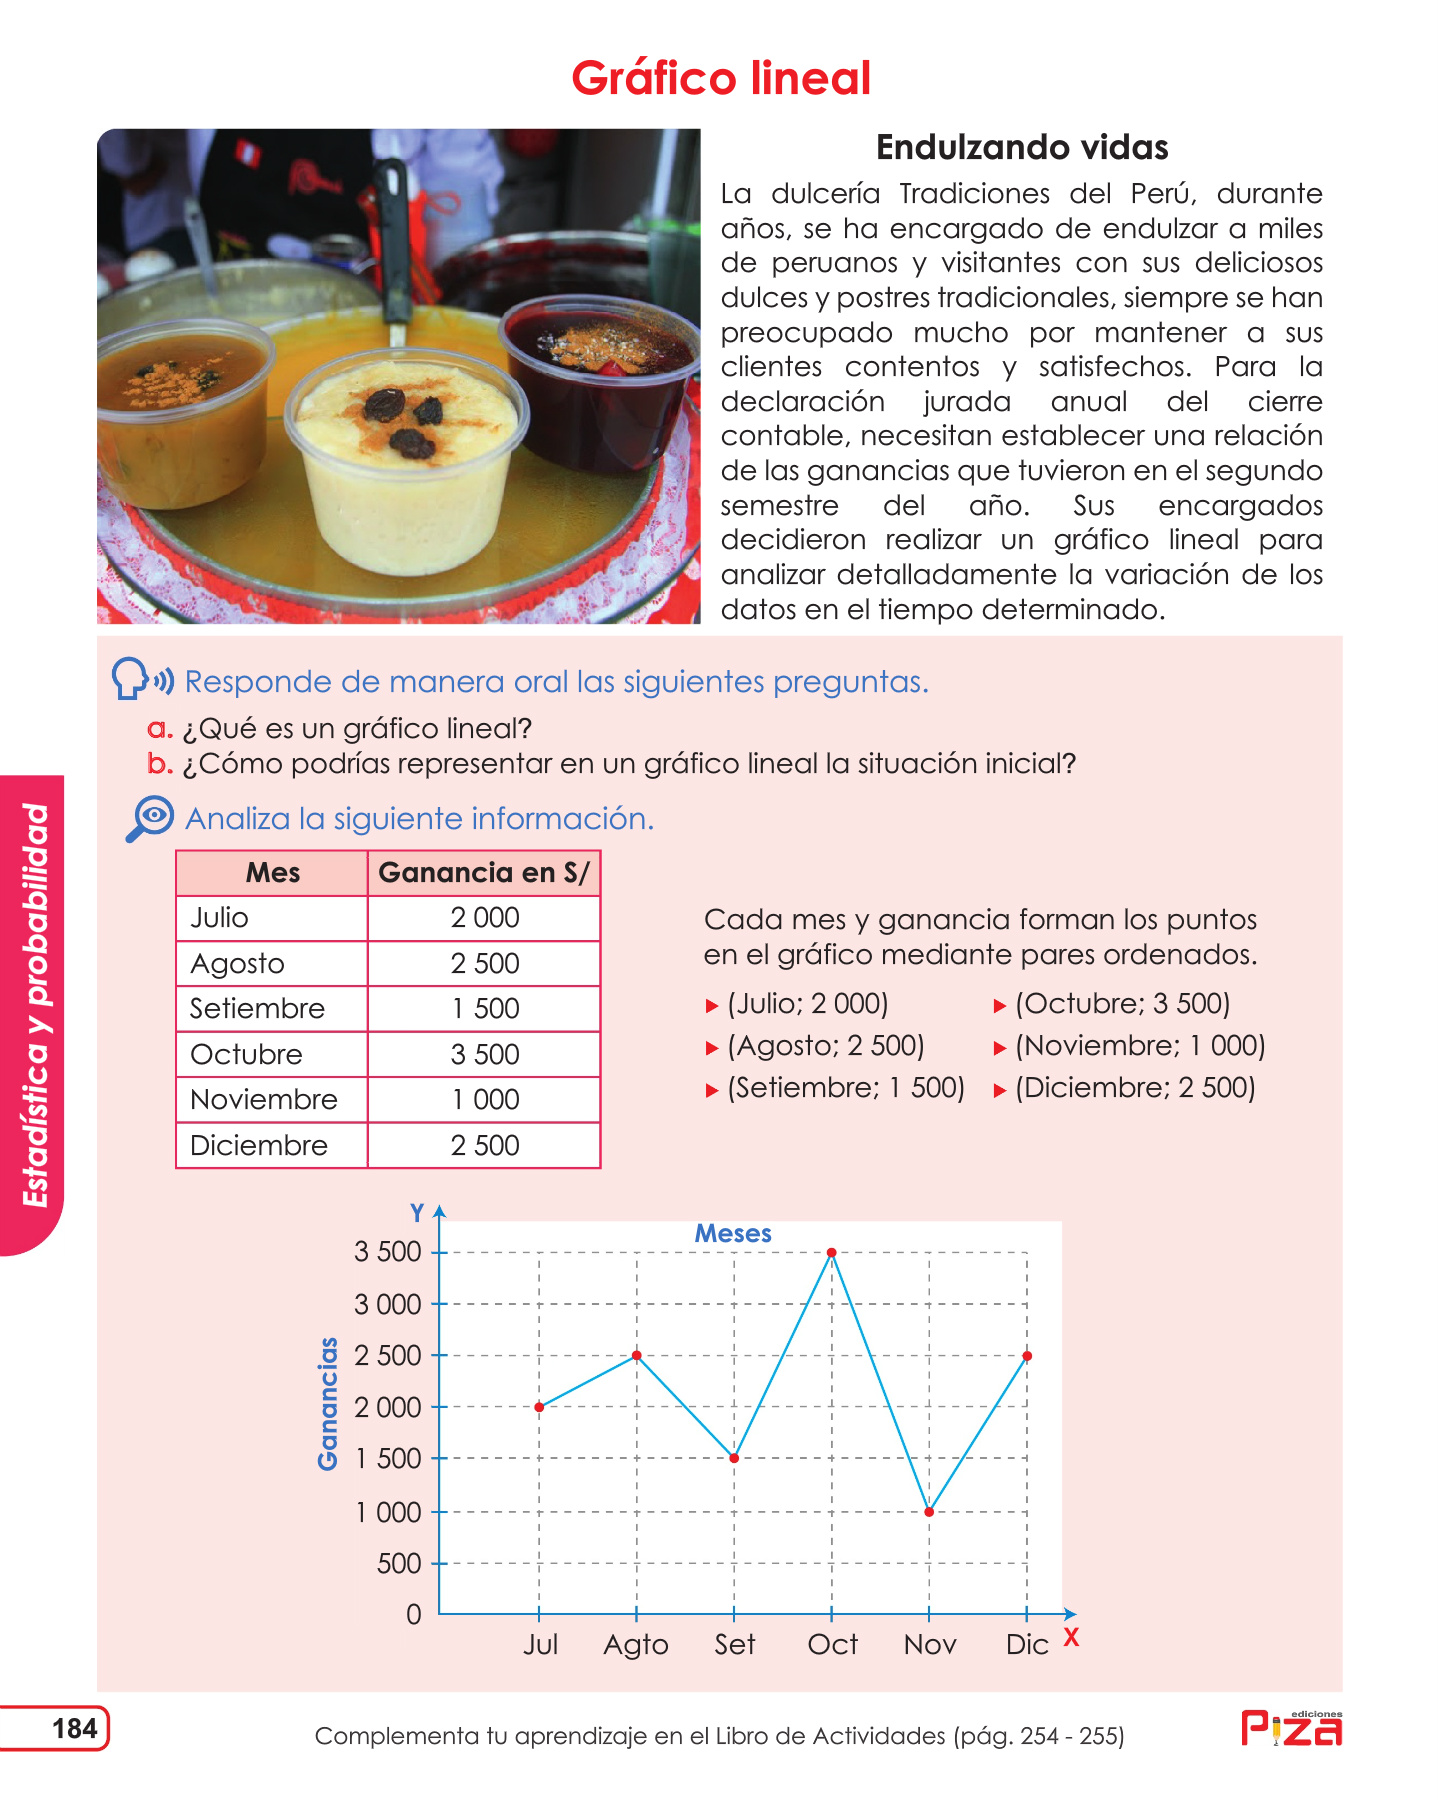 Gráfico lineal
Endulzando vidas
La dulcería Tradiciones del Perú, durante
años, se ha encargado de endulzar a miles
de peruanos y visitantes con sus deliciosos
dulces y postres tradicionales, siempre se han
preocupado mucho por mantener a sus
clientes contentos y satisfechos. Para la
declaración jurada anual del cierre
contable, necesitan establecer una relación
de las ganancias que tuvieron en el segundo
semestre del año. Sus encargados
decidieron realizar un gráfico lineal para
analizar detalladamente la variación de los
datos en el tiempo determinado.
Responde de manera oral las siguientes preguntas.
a. ¿Qué es un gráfico lineal?
b. ¿Cómo podrías representar en un gráfico lineal la situación inicial?
Estadística y probabilidad
Analiza la siguiente información.
Mes Ganancia en S/
Julio 2 000
Agosto 2 500
Setiembre 1 500
Octubre 3 500
Noviembre 1 000
Diciembre 2 500
Cada mes y ganancia forman los puntos
en el gráfico mediante pares ordenados.
(Julio; 2 000) (Octubre; 3 500)
(Agosto; 2 500) (Noviembre; 1 000)
(Setiembre; 1 500) (Diciembre; 2 500)
Y
Meses
Ganancias
3 500
3 000
2 500
2 000
1 500
1 000
500
0
Jul Agto Set Oct Nov Dic X
184
Complementa tu aprendizaje en el Libro de Actividades (pág. 254 - 255)
ediciones
Piza